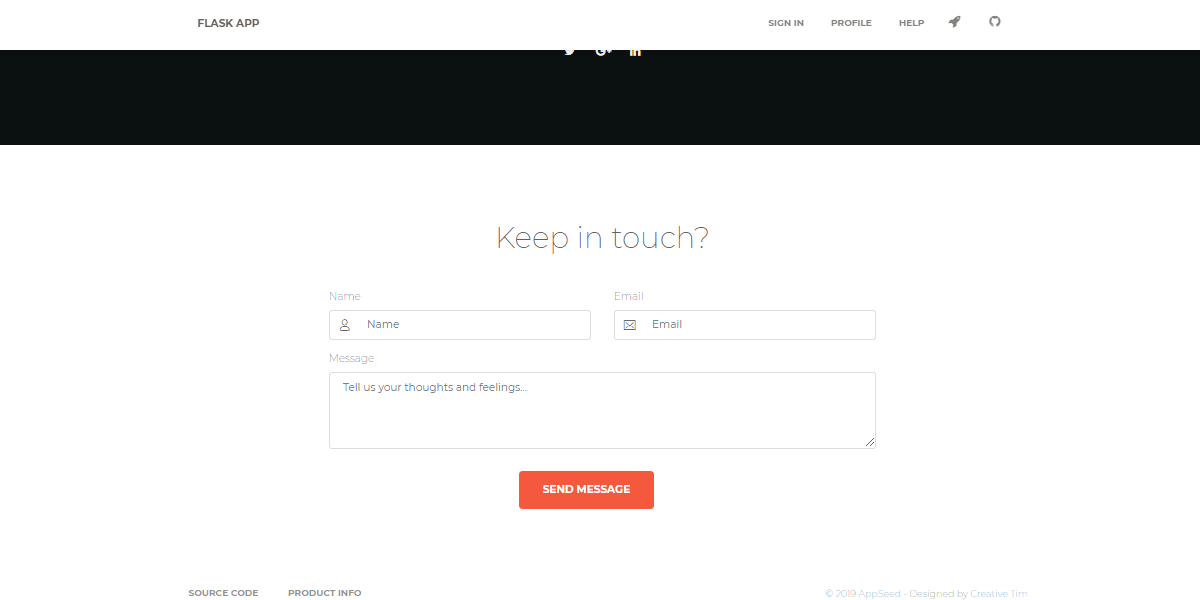 FLASK APP SIGN IN PROFILE HELP
Keep in touch?
Name Email
Name Email
Message
Tell us your thoughts and feelings...
SEND MESSAGE
SOURCE CODE PRODUCT INFO © 2019 AppSeed - Designed by Creative Tim